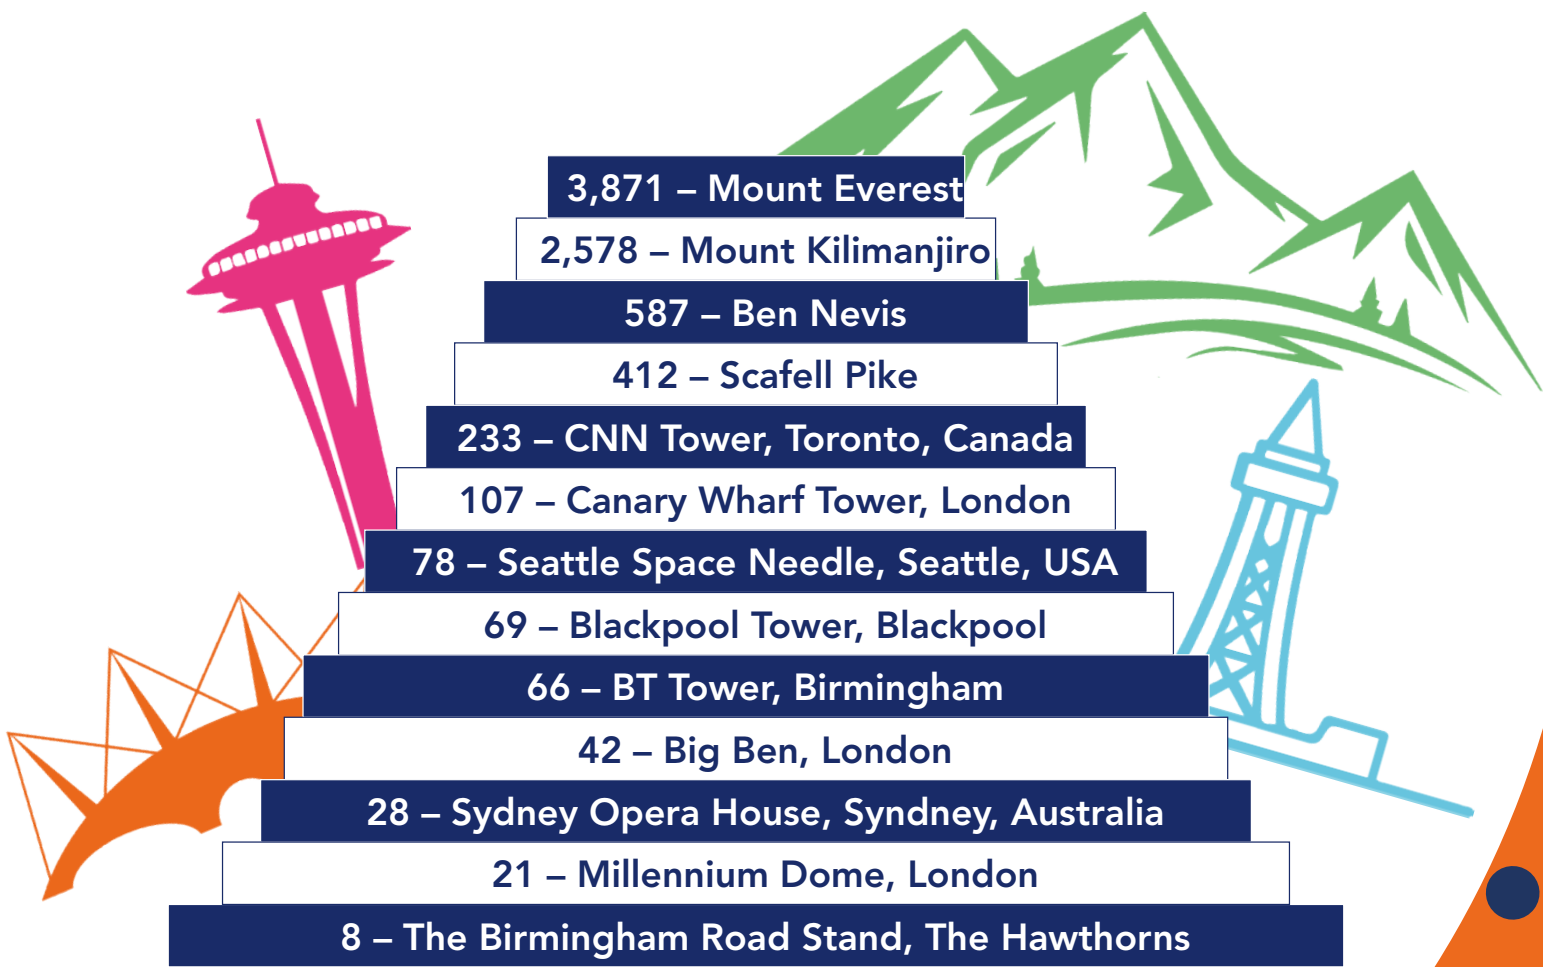 3,871 – Mount Everest
2,578 – Mount Kilimanjiro
587 – Ben Nevis
412 – Scafell Pike
233 – CNN Tower, Toronto, Canada
107 – Canary Wharf Tower, London
78 – Seattle Space Needle, Seattle, USA
69 – Blackpool Tower, Blackpool
66 – BT Tower, Birmingham
42 – Big Ben, London
28 – Sydney Opera House, Syndney, Australia
21 – Millennium Dome, London
8 – The Birmingham Road Stand, The Hawthorns